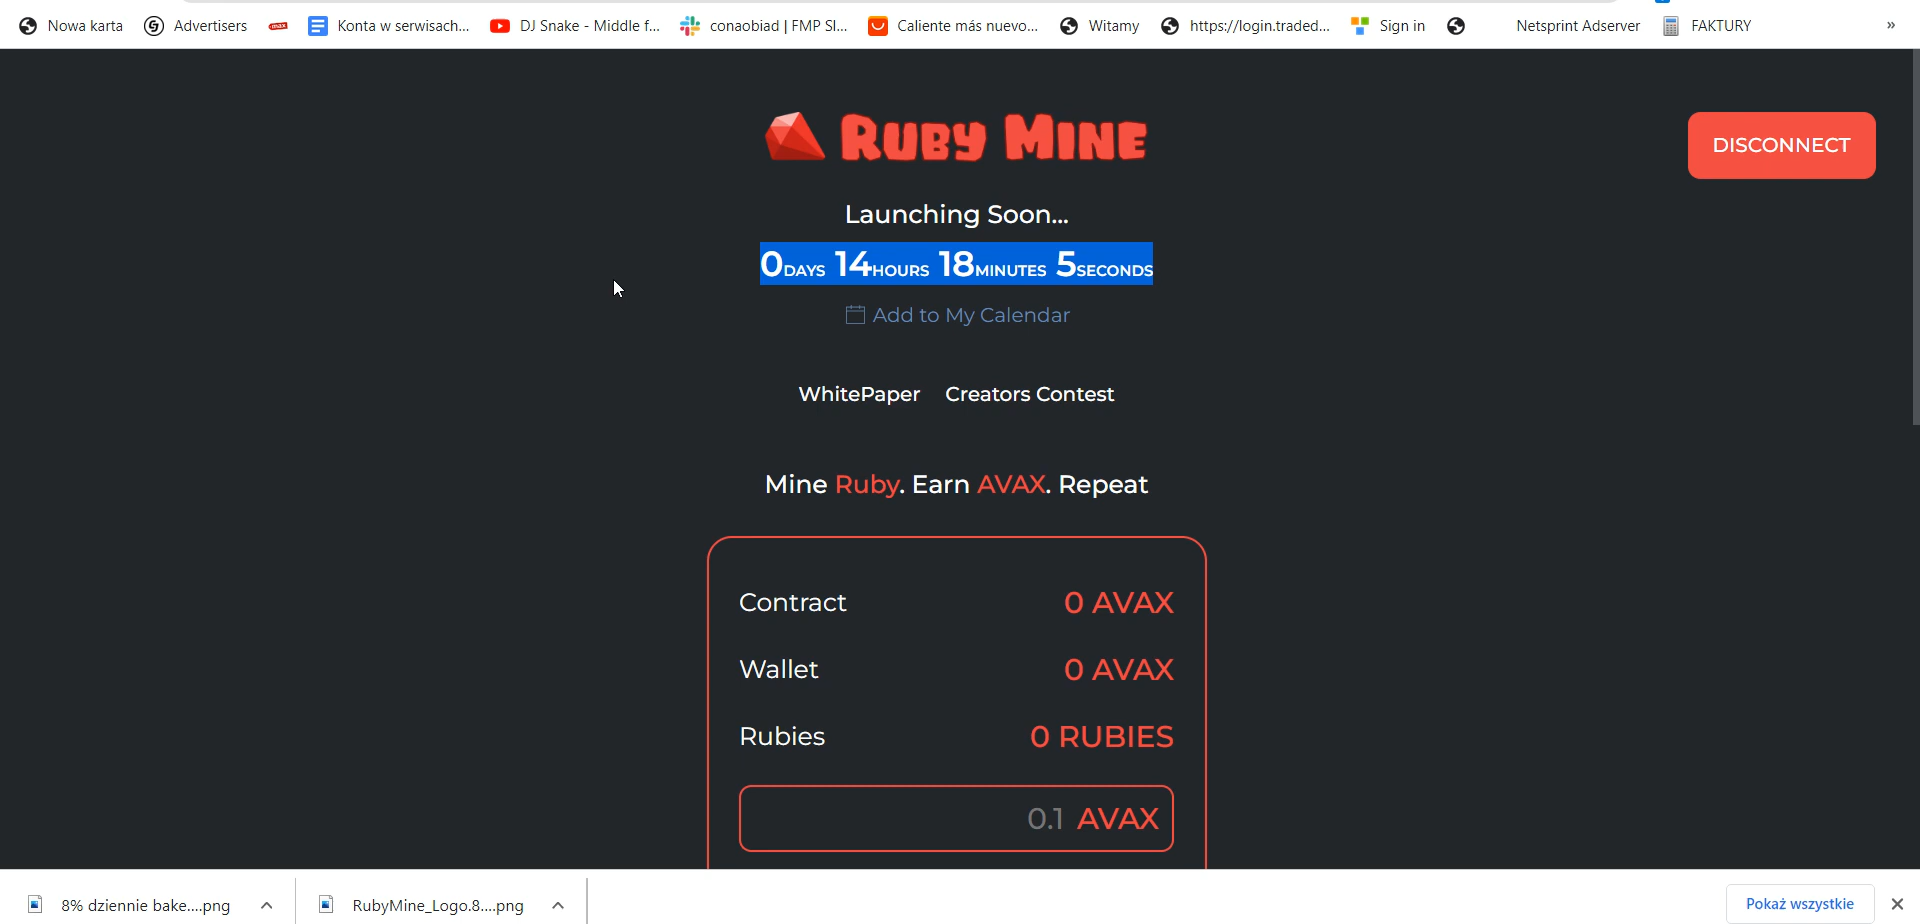 Nowa karta Advertisers max Konta w serwisach... DJ Snake - Middle f... conaobiad | FMP Sl... Caliente más nuevo... Witamy https://login.traded... Sign in Netsprint Adserver FAKTURY »
Ruby Mine
DISCONNECT
Launching Soon...
0DAYS 14HOURS 18MINUTES 5SECONDS
Add to My Calendar
WhitePaper Creators Contest
Mine Ruby. Earn AVAX. Repeat
Contract 0 AVAX
Wallet 0 AVAX
Rubies 0 RUBIES
0.1 AVAX
8% dziennie bake....png RubyMine_Logo.8....png Pokaż wszystkie